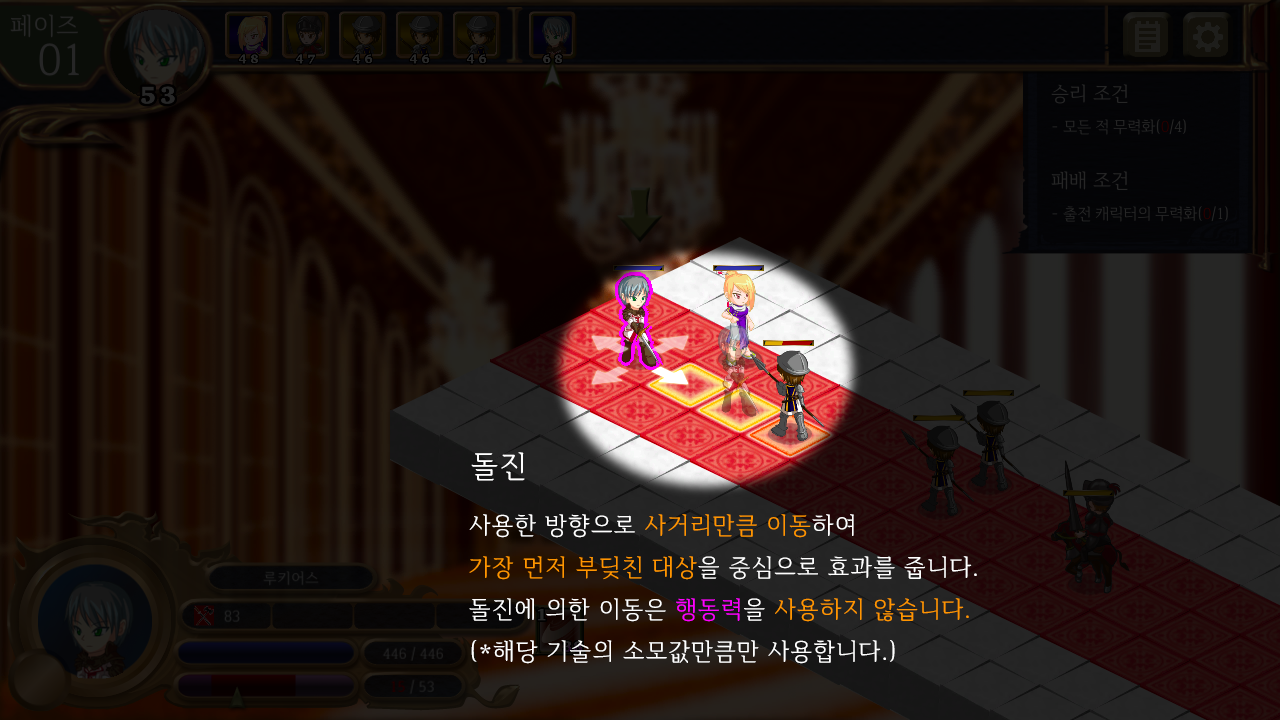 페이즈
01
53
48
47
46
46
46
68
승리 조건
- 모든 적 무력화(0/4)
패배 조건
- 출전 캐릭터의 무력화(0/1)
돌진
사용한 방향으로 사거리만큼 이동하여
가장 먼저 부딪친 대상을 중심으로 효과를 줍니다.
돌진에 의한 이동은 행동력을 사용하지 않습니다.
(*해당 기술의 소모값만큼만 사용합니다.)
루키어스
83
446 / 446
/ 53